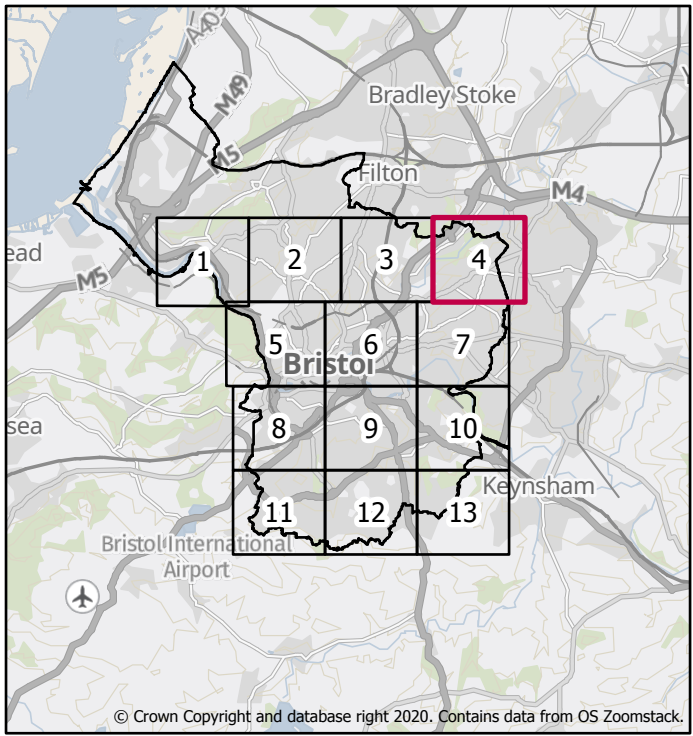 A403
M49
Bradley Stoke
M5
Filton
M4
ead
M5
1
2
3
4
5
6
7
Bristol
8
9
10
sea
Keynsham
11
12
13
Bristol International
Airport
© Crown Copyright and database right 2020. Contains data from OS Zoomstack.